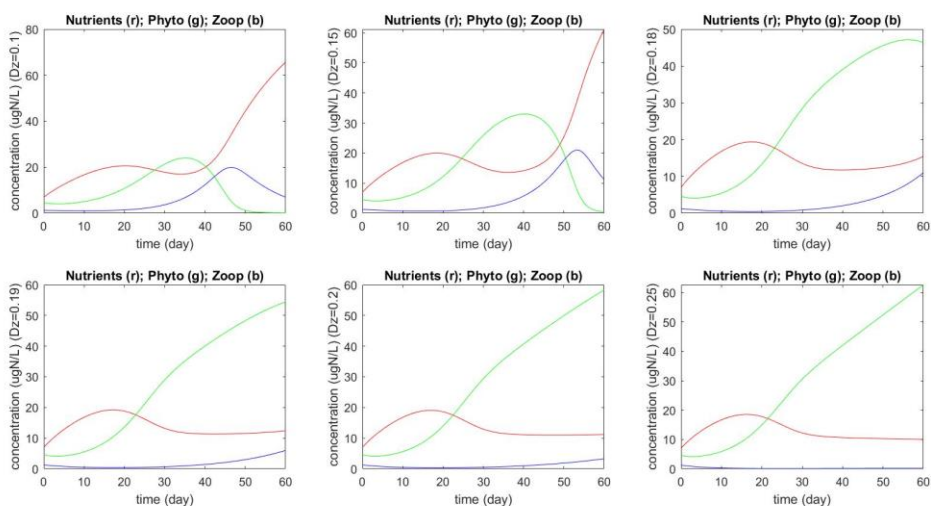 Nutrients (r); Phyto (g); Zoop (b)
concentration (ugN/L) (Dz=0.1)
80
60
40
20
0
0 10 20 30 40 50 60
time (day)
Nutrients (r); Phyto (g); Zoop (b)
concentration (ugN/L) (Dz=0.15)
60
50
40
30
20
10
0
0 10 20 30 40 50 60
time (day)
Nutrients (r); Phyto (g); Zoop (b)
concentration (ugN/L) (Dz=0.18)
50
40
30
20
10
0
0 10 20 30 40 50 60
time (day)
Nutrients (r); Phyto (g); Zoop (b)
concentration (ugN/L) (Dz=0.19)
60
50
40
30
20
10
0
0 10 20 30 40 50 60
time (day)
Nutrients (r); Phyto (g); Zoop (b)
concentration (ugN/L) (Dz=0.2)
60
50
40
30
20
10
0
0 10 20 30 40 50 60
time (day)
Nutrients (r); Phyto (g); Zoop (b)
concentration (ugN/L) (Dz=0.25)
60
50
40
30
20
10
0
0 10 20 30 40 50 60
time (day)